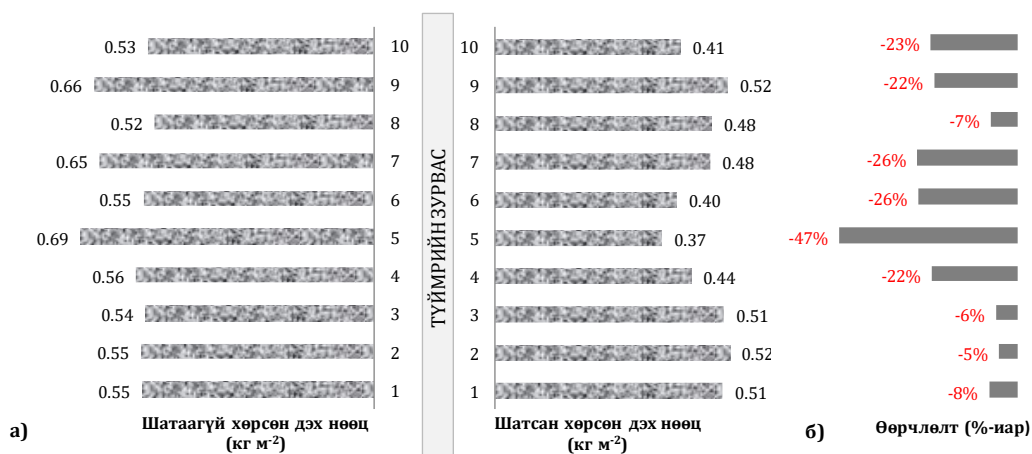 0.53 10 10 0.41 -23%
0.66 9 9 0.52 -22%
0.52 8 8 0.48 -7%
0.65 7 7 0.48 -26%
0.55 6 6 0.40 -26%
0.69 5 5 0.37 -47%
0.56 4 4 0.44 -22%
0.54 3 3 0.51 -6%
0.55 2 2 0.52 -5%
0.55 1 1 0.51 -8%
ТҮЙМРИЙН ЗУРВАС
а) Шатаагүй хөрсөн дэх нөөц
(кг м-2)
Шатсан хөрсөн дэх нөөц
(кг м-2)
б) Өөрчлөлт (%-иар)